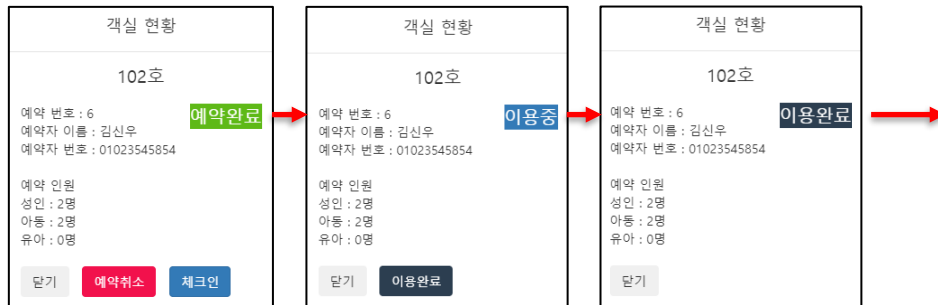 객실 현황
102호
예약 번호 : 6
예약완료
예약자 이름 : 김신우
예약자 번호 : 01023545854
예약 인원
성인 : 2명
아동 : 2명
유아 : 0명
닫기
예약취소
체크인
객실 현황
102호
예약 번호 : 6
이용중
예약자 이름 : 김신우
예약자 번호 : 01023545854
예약 인원
성인 : 2명
아동 : 2명
유아 : 0명
닫기
이용완료
객실 현황
102호
예약 번호 : 6
이용완료
예약자 이름 : 김신우
예약자 번호 : 01023545854
예약 인원
성인 : 2명
아동 : 2명
유아 : 0명
닫기